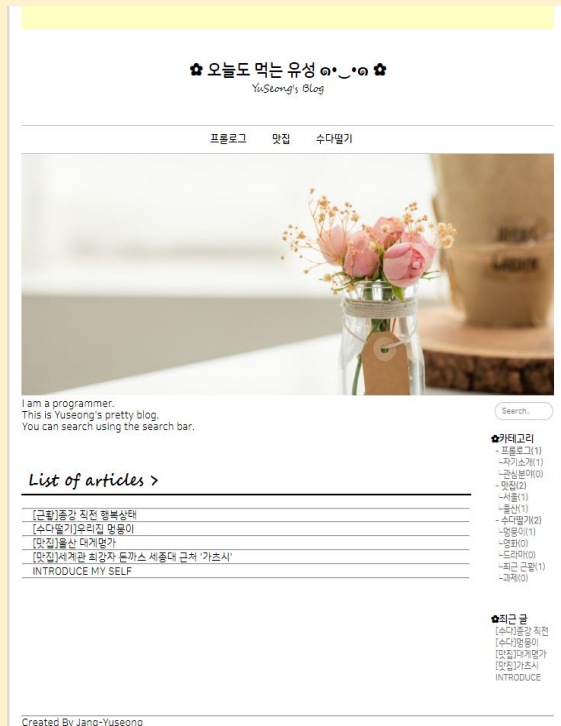 ✿ 오늘도 먹는 유성 ๑•‿•๑ ✿
YuSeong's Blog
프롤로그 맛집 수다떨기
I am a programmer.
This is Yuseong's pretty blog.
You can search using the search bar.
List of articles >
[근황]종강 직전 행복상태
[수다떨기]우리집 멍뭉이
[맛집]울산 대게명가
[맛집]세계관 최강자 돈까스 세종대 근처 '가츠시'
INTRODUCE MY SELF
Search..
✿카테고리
- 프롤로그(1)
└자기소개(1)
└관심분야(0)
- 맛집(2)
└서울(1)
└울산(1)
- 수다떨기(2)
└멍뭉이(1)
└영화(0)
└드라마(0)
└최근 근황(1)
└과제(0)
✿최근 글
[수다]종강 직전
[수다]멍뭉이
[맛집]대게명가
[맛집]가츠시
INTRODUCE
Created By Jang-Yuseong